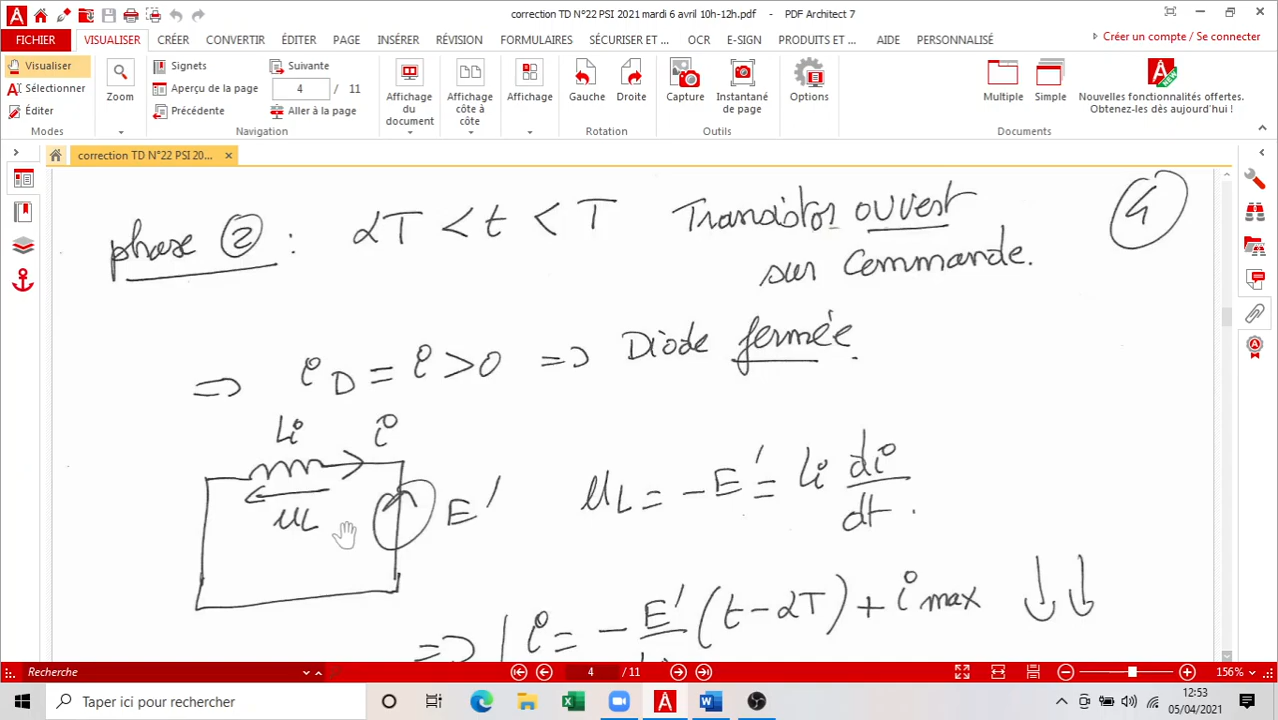 correction TD N°22 PSI 2021 mardi 6 avril 10h-12h.pdf - PDF Architect 7
FICHIER VISUALISER CRÉER CONVERTIR ÉDITER PAGE INSÉRER RÉVISION FORMULAIRES SÉCURISER ET ... OCR E-SIGN PRODUITS ET ... AIDE PERSONNALISÉ Créer un compte / Se connecter
Visualiser
Sélectionner
Éditer
Modes
Zoom
Signets
Aperçu de la page
Précédente
Suivante
4 / 11
Aller à la page
Navigation
Affichage du document
Affichage côte à côte
Affichage
Gauche
Droite
Rotation
Capture
Instantané de page
Outils
Options
Multiple
Simple
Documents
Nouvelles fonctionnalités offertes.
Obtenez-les dès aujourd'hui !
correction TD N°22 PSI 20...
4
phase 2 : αT < t < T Transistor ouvert
sur commande.
=> iD = i > 0 => Diode fermée.
Li i
uL E'
uL = -E' = Li di/dt.
=> i = - E' (t - αT) + i max ↓↓
Recherche 4 / 11 156%
Taper ici pour rechercher
12:53
05/04/2021